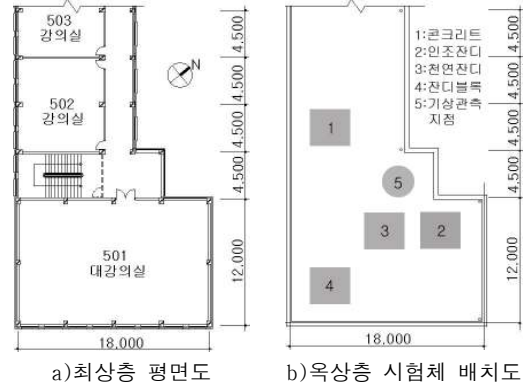 503
강의실
502
강의실
N
501
대강의실
4.500
4.500
4.500
4.500
12.000
18.000
a)최상층 평면도
1:콘크리트
2:인조잔디
3:천연잔디
4:잔디블록
5:기상관측
지점
1
5
3
2
4
4.500
4.500
4.500
4.500
12.000
18.000
b)옥상층 시험체 배치도